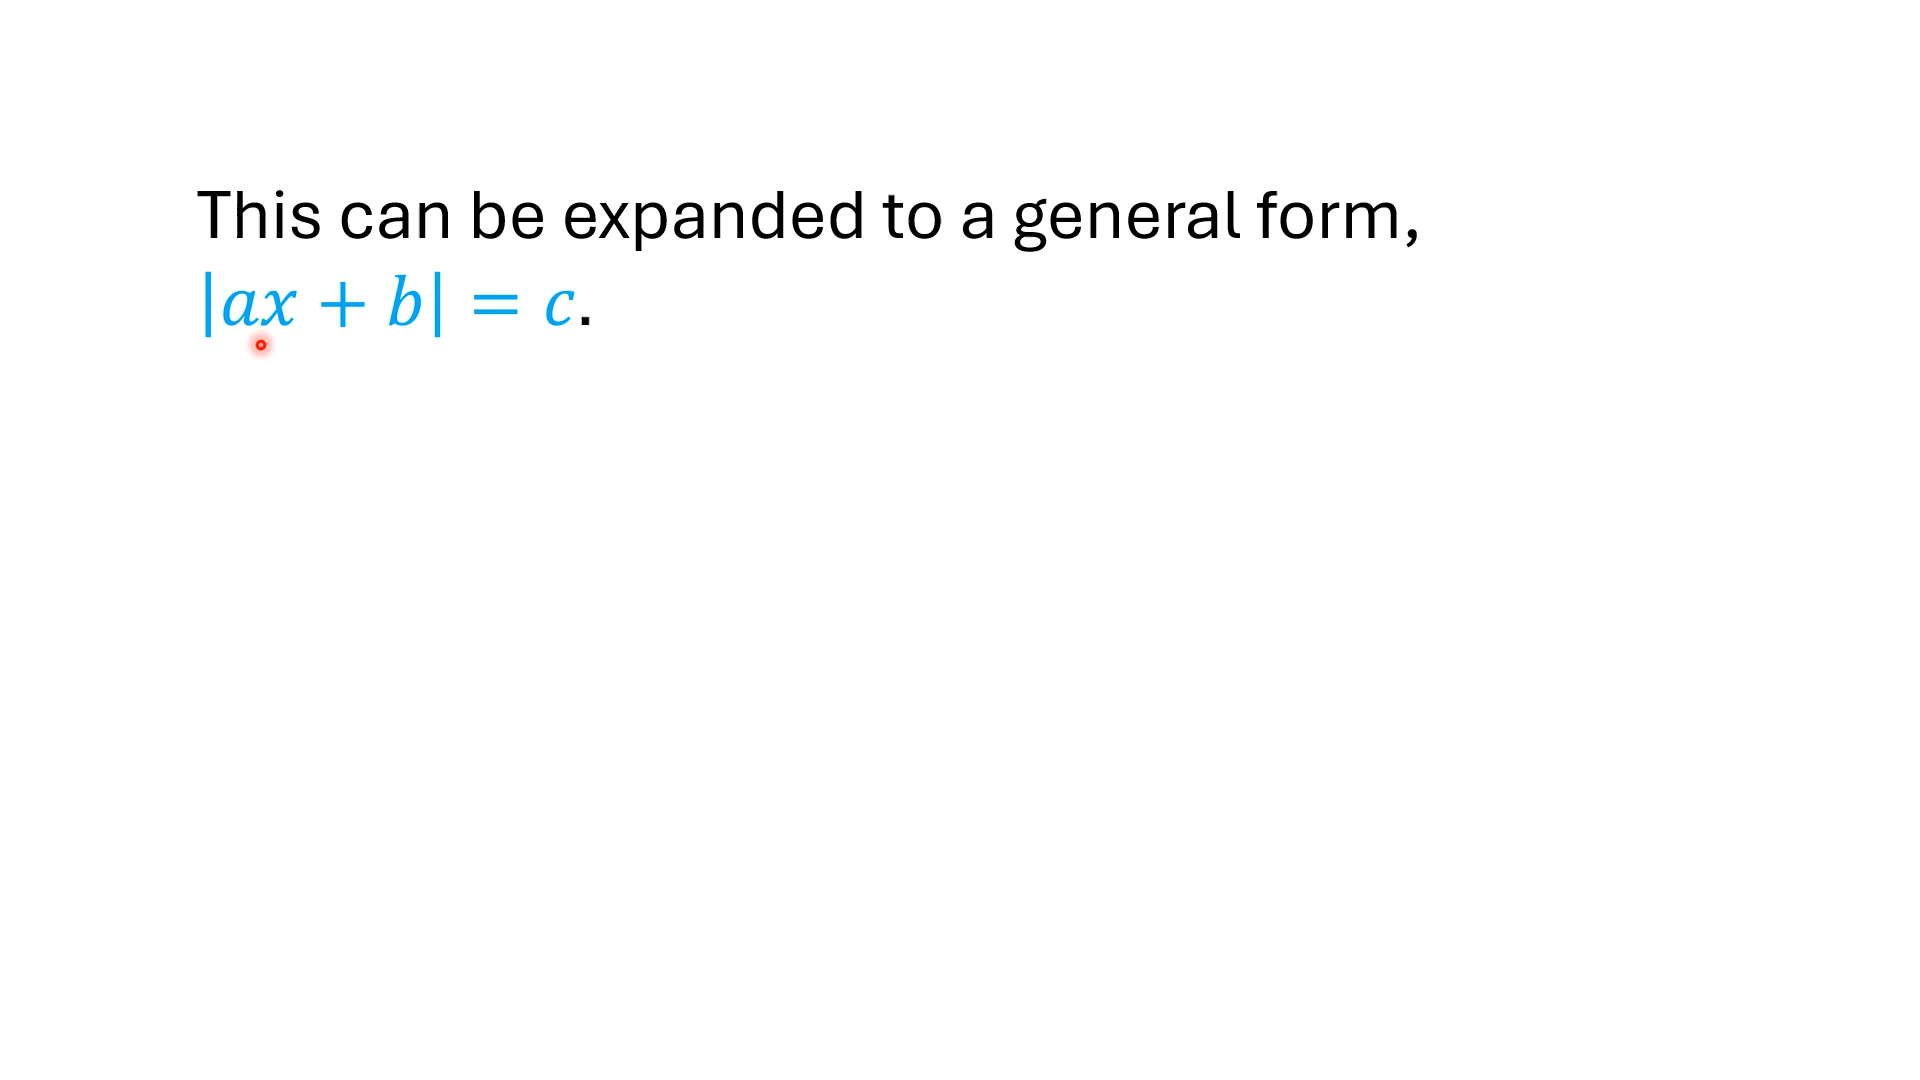 This can be expanded to a general form,
|ax + b| = c.